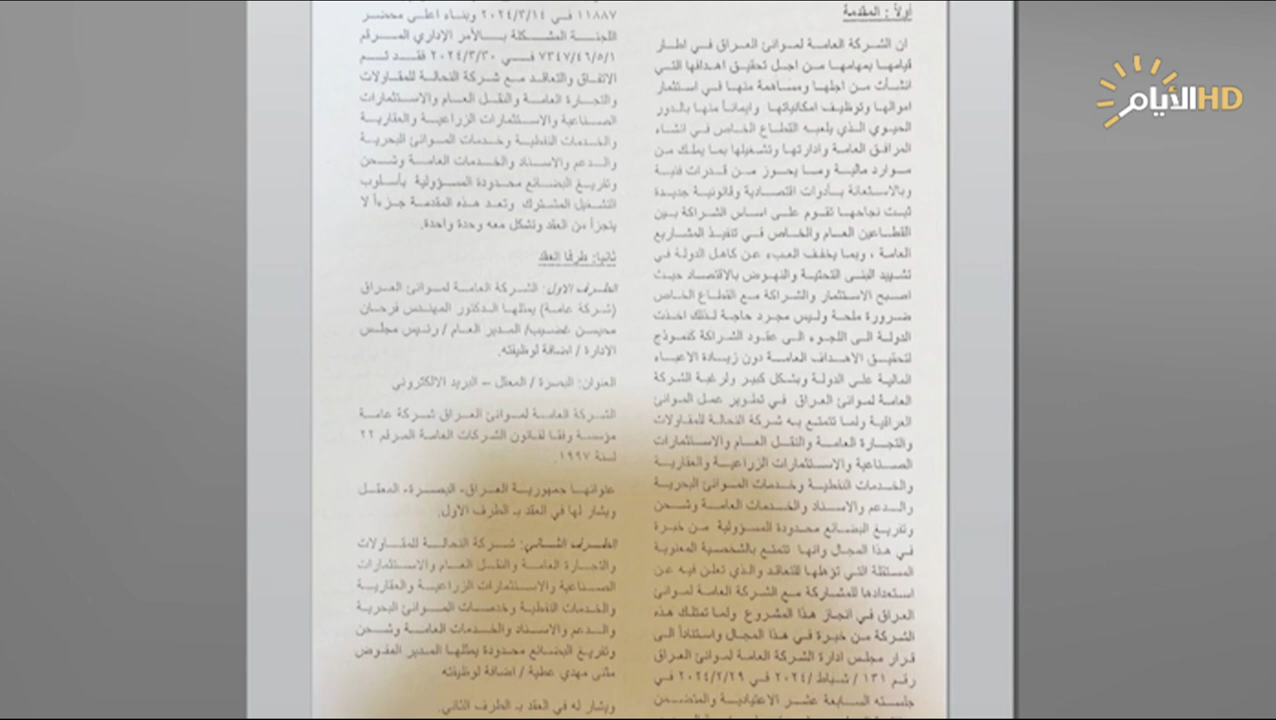 أولاً : المقدمة
ان الشركة العامة لموانئ العراق في اطار
قيامها بمهامها من اجل تحقيق اهدافها التي
انشأت من اجلها ومساهمة منها في استثمار
اموالها وتوظيف امكانياتها وايماناً منها بالدور
الحيوي الذي يلعبه القطاع الخاص في انشاء
المرافق العامة وادارتها وتشغيلها بما يملك من
موارد مالية وما يحوز من قدرات فنية
وبالاستعانة بأدوات اقتصادية وقانونية جديدة
ثبت نجاحها تقوم على اساس الشراكة بين
القطاعين العام والخاص في تنفيذ المشاريع
العامة ، وبما يخفف العبء عن كاهل الدولة في
تشييد البنى التحتية والنهوض بالاقتصاد حيث
اصبح الاستثمار والشراكة مع القطاع الخاص
ضرورة ملحة وليس مجرد حاجة لذلك اخذت
الدولة الى اللجوء الى عقود الشراكة كنموذج
لتحقيق الاهداف العامة دون زيادة الاعباء
المالية على الدولة وبشكل كبير ولرغبة الشركة
العامة لموانئ العراق في تطوير عمل الموانئ
العراقية ولما تتمتع به شركة النحالة للمقاولات
والتجارة العامة والنقل العام والاستثمارات
الصناعية والاستثمارات الزراعية والعقارية
والخدمات النفطية وخدمات الموانئ البحرية
والدعم والاسناد والخدمات العامة وشحن
وتفريغ البضائع محدودة المسؤولية من خبرة
في هذا المجال وانها تتمتع بالشخصية المعنوية
المستقلة التي تؤهلها للتعاقد والذي تعلن فيه عن
استعدادها للمشاركة مع الشركة العامة لموانئ
العراق في انجاز هذا المشروع ولما تمتلك هذه
الشركة من خبرة في هذا المجال واستناداً الى
قرار مجلس ادارة الشركة العامة لموانئ العراق
رقم ١٣١ / شباط /٢٠٢٤ في ٢٠٢٤/٢/٢٩ في
جلسته السابعة عشر الاعتيادية والمتضمن
١١٨٨٧ في ٢٠٢٤/٣/١٤ وبناء اعلى محضر
اللجنة المشكلة بالأمر الإداري المرقم
٧٣٤٧/٤٦/٥/١ في ٢٠٢٤/٣/٣٠ فقد تم
الاتفاق والتعاقد مع شركة النحالة للمقاولات
والتجارة العامة والنقل العام والاستثمارات
الصناعية والاستثمارات الزراعية والعقارية
والخدمات النفطية وخدمات الموانئ البحرية
والدعم والاسناد والخدمات العامة وشحن
وتفريغ البضائع محدودة المسؤولية بأسلوب
التشغيل المشترك وتعد هذه المقدمة جزءاً لا
يتجزأ من العقد وتشكل معه وحدة واحدة.
ثانيا: طرفا العقد
الطرف الاول: الشركة العامة لموانئ العراق
(شركة عامة) يمثلها الدكتور المهندس فرحان
محيسن غضيب/ المدير العام / رئيس مجلس
الادارة / اضافة لوظيفته.
العنوان: البصرة / المعقل – البريد الالكتروني
الشركة العامة لموانئ العراق شركة عامة
مؤسسة وفقا لقانون الشركات العامة المرقم ٢٢
لسنة ١٩٩٧.
عنوانها جمهورية العراق، البصرة، المعقل
ويشار لها في العقد بـ الطرف الاول.
الطرف الثاني: شركة النحالة للمقاولات
والتجارة العامة والنقل العام والاستثمارات
الصناعية والاستثمارات الزراعية والعقارية
والخدمات النفطية وخدمات الموانئ البحرية
والدعم والاسناد والخدمات العامة وشحن
وتفريغ البضائع محدودة يمثلها المدير المفوض
مثنى مهدي عطية / اضافة لوظيفته
ويشار له في العقد بـ الطرف الثاني.
الأيام HD